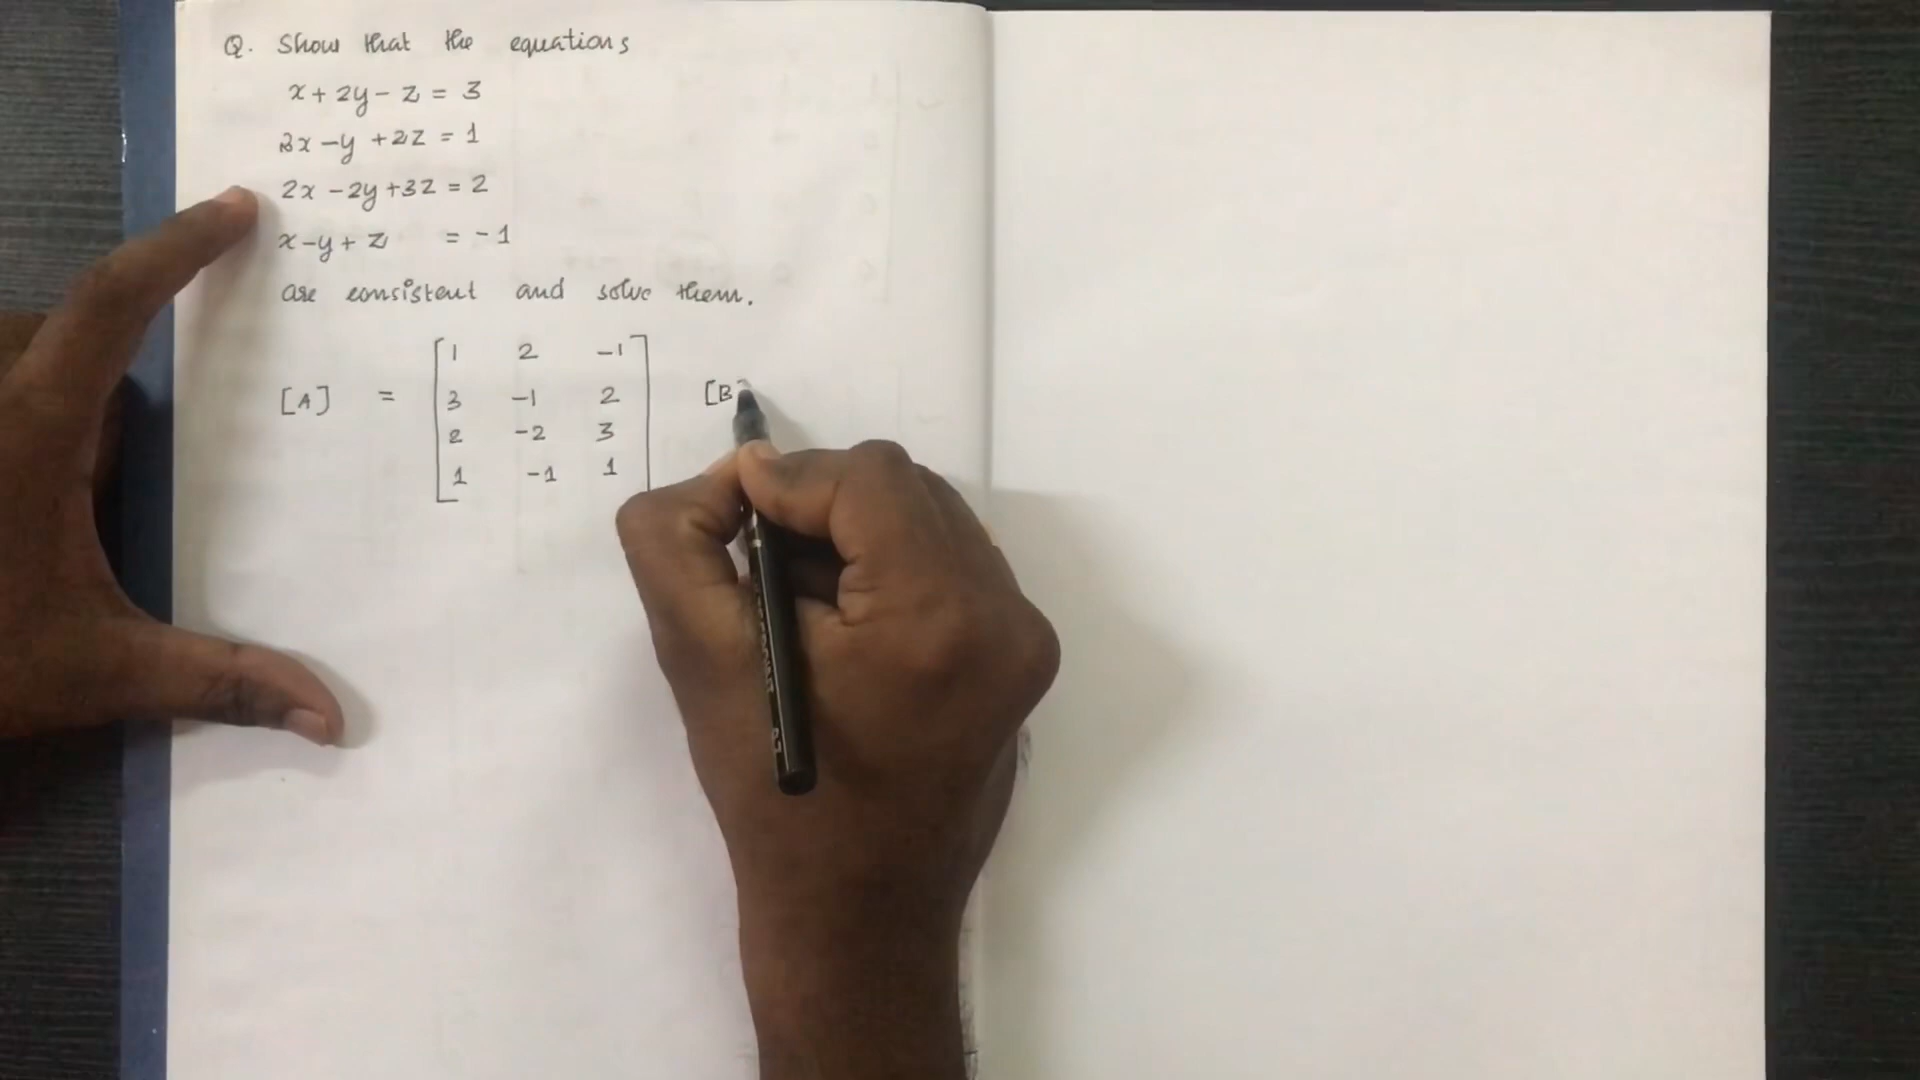 Q. Show that the equations
x + 2y - z = 3
3x - y + 2z = 1
2x - 2y + 3z = 2
x - y + z = -1
are consistent and solve them.
[A] = [1 2 -1
3 -1 2 [B]
2 -2 3
1 -1 1]